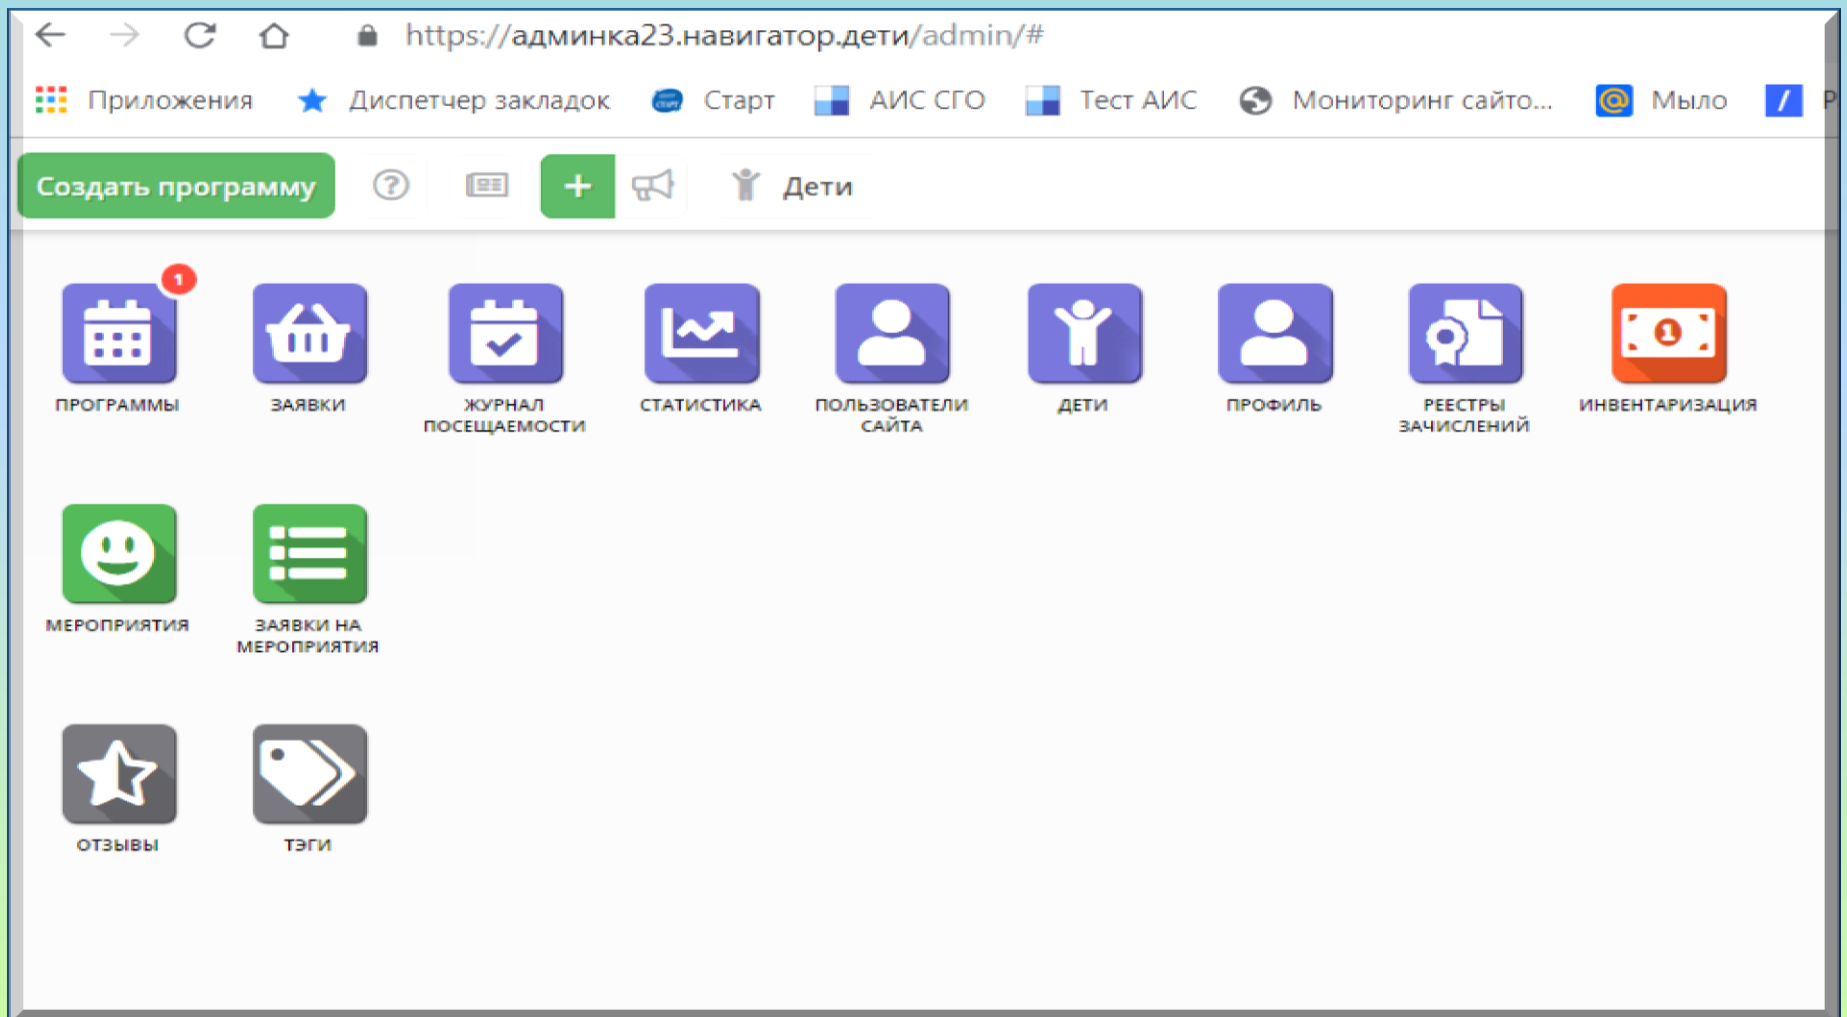 https://админка23.навигатор.дети/admin/#
Приложения Диспетчер закладок Старт АИС СГО Тест АИС Мониторинг сайто... Мыло
Создать программу Дети
1
ПРОГРАММЫ ЗАЯВКИ ЖУРНАЛ ПОСЕЩАЕМОСТИ СТАТИСТИКА ПОЛЬЗОВАТЕЛИ САЙТА ДЕТИ ПРОФИЛЬ РЕЕСТРЫ ЗАЧИСЛЕНИЙ ИНВЕНТАРИЗАЦИЯ
МЕРОПРИЯТИЯ ЗАЯВКИ НА МЕРОПРИЯТИЯ
ОТЗЫВЫ ТЭГИ